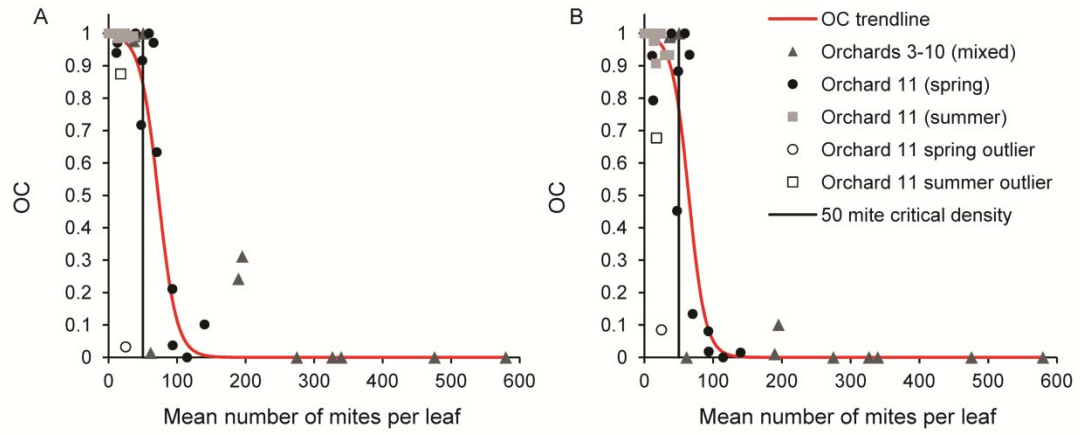 A
1
0.9
0.8
0.7
0.6
0.5
0.4
0.3
0.2
0.1
0
OC
0 100 200 300 400 500 600
Mean number of mites per leaf
B
1
0.9
0.8
0.7
0.6
0.5
0.4
0.3
0.2
0.1
0
OC
0 100 200 300 400 500 600
Mean number of mites per leaf
OC trendline
Orchards 3-10 (mixed)
Orchard 11 (spring)
Orchard 11 (summer)
Orchard 11 spring outlier
Orchard 11 summer outlier
50 mite critical density